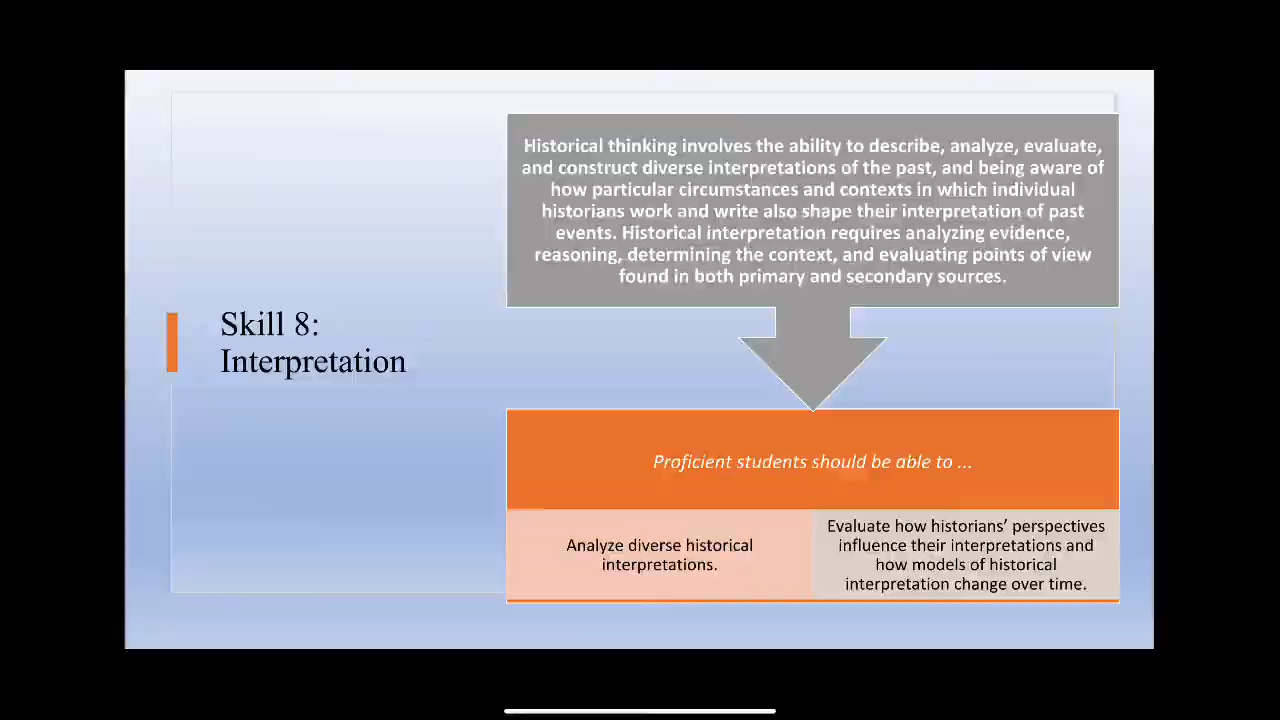 Skill 8:
Interpretation
Historical thinking involves the ability to describe, analyze, evaluate,
and construct diverse interpretations of the past, and being aware of
how particular circumstances and contexts in which individual
historians work and write also shape their interpretation of past
events. Historical interpretation requires analyzing evidence,
reasoning, determining the context, and evaluating points of view
found in both primary and secondary sources.
Proficient students should be able to ...
Analyze diverse historical
interpretations.
Evaluate how historians’ perspectives
influence their interpretations and
how models of historical
interpretation change over time.